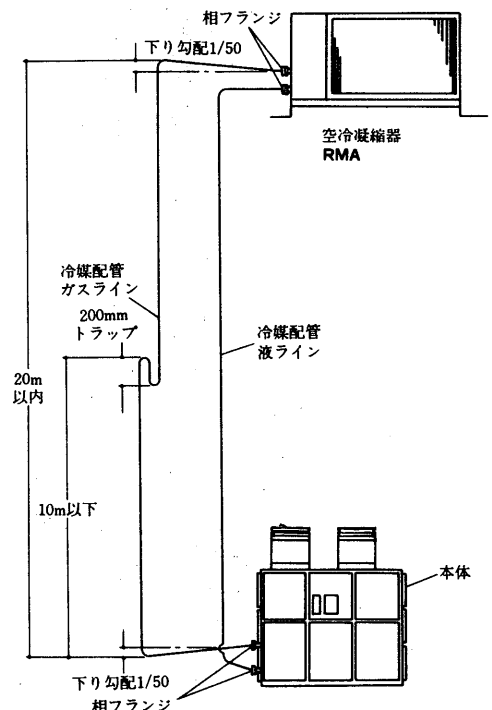 相フランジ
下り勾配1/50
空冷凝縮器
RMA
冷媒配管
ガスライン
200mm
トラップ
冷媒配管
液ライン
20m
以内
10m以下
本体
下り勾配1/50
相フランジ